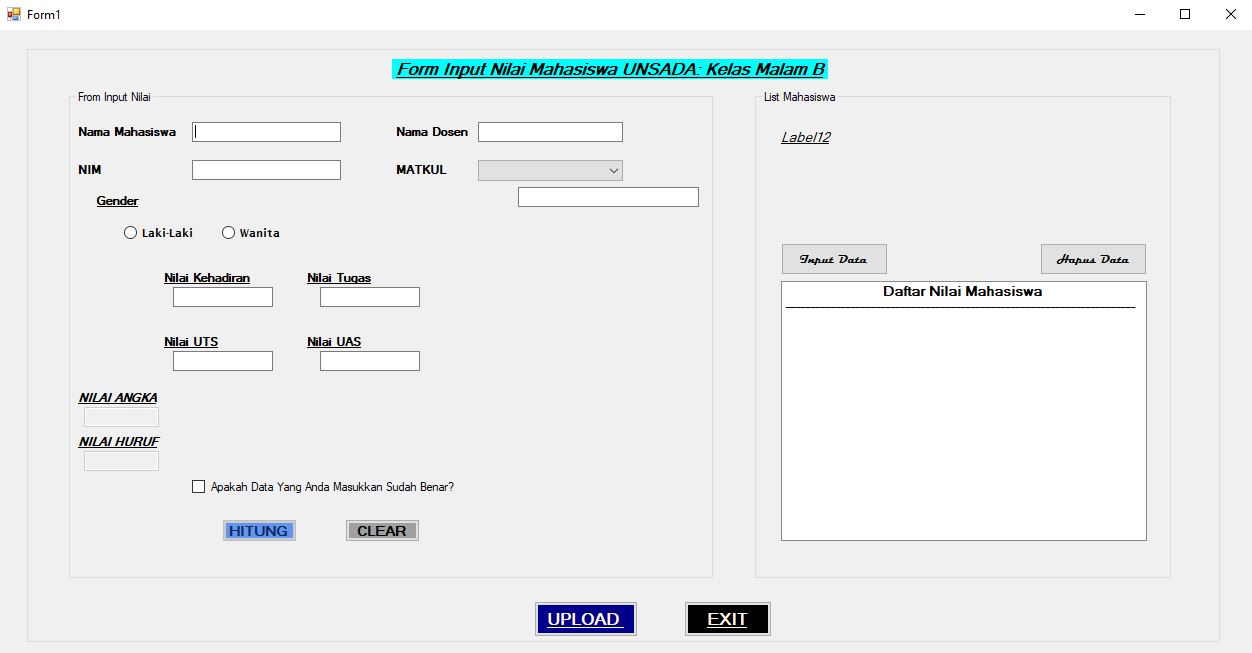 Form1
Form Input Nilai Mahasiswa UNSADA: Kelas Malam B
From Input Nilai
Nama Mahasiswa
Nama Dosen
NIM
MATKUL
Gender
Laki-Laki
Wanita
Nilai Kehadiran
Nilai Tugas
Nilai UTS
Nilai UAS
NILAI ANGKA
NILAI HURUF
Apakah Data Yang Anda Masukkan Sudah Benar?
HITUNG
CLEAR
List Mahasiswa
Label12
Input Data
Hapus Data
Daftar Nilai Mahasiswa
UPLOAD
EXIT